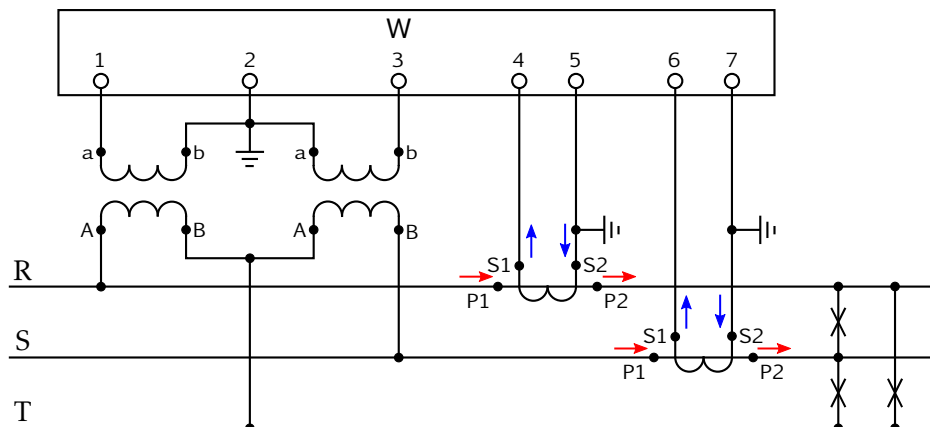 W
1 2 3 4 5 6 7
a b a b
A B A B
S1 S2
R P1 P2
S S1 S2
P1 P2
T